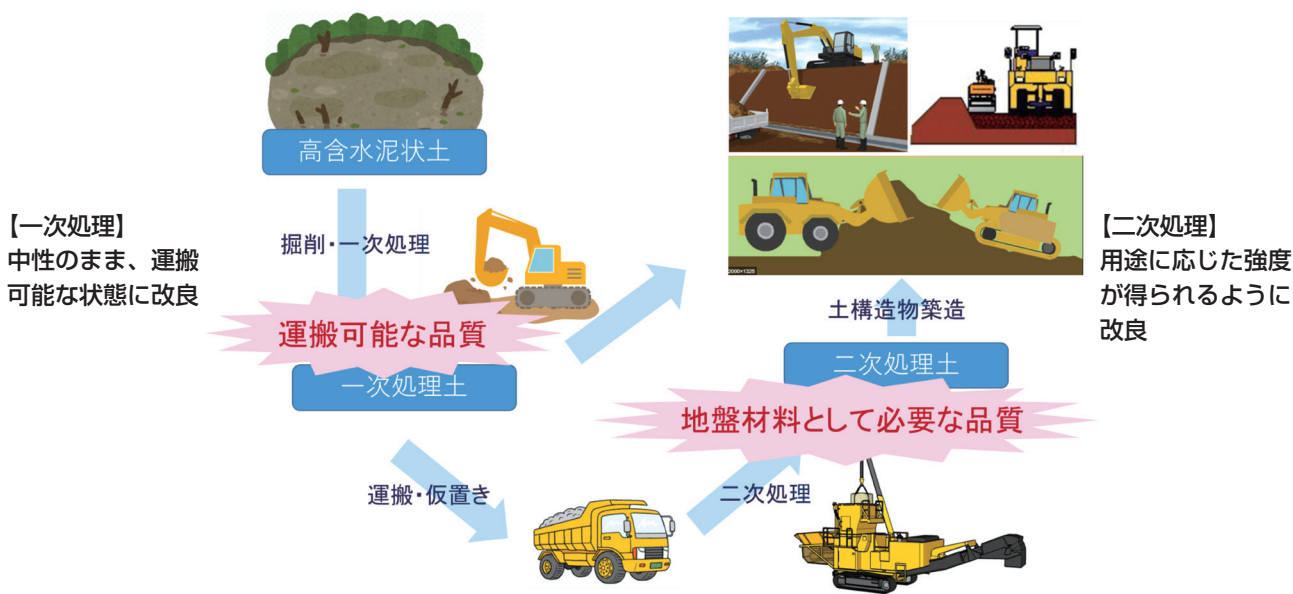 高含水泥状土
【一次処理】
中性のまま、運搬
可能な状態に改良
掘削・一次処理
運搬可能な品質
一次処理土
運搬・仮置き
二次処理
地盤材料として必要な品質
二次処理土
土構造物築造
2000×1325
【二次処理】
用途に応じた強度
が得られるように
改良